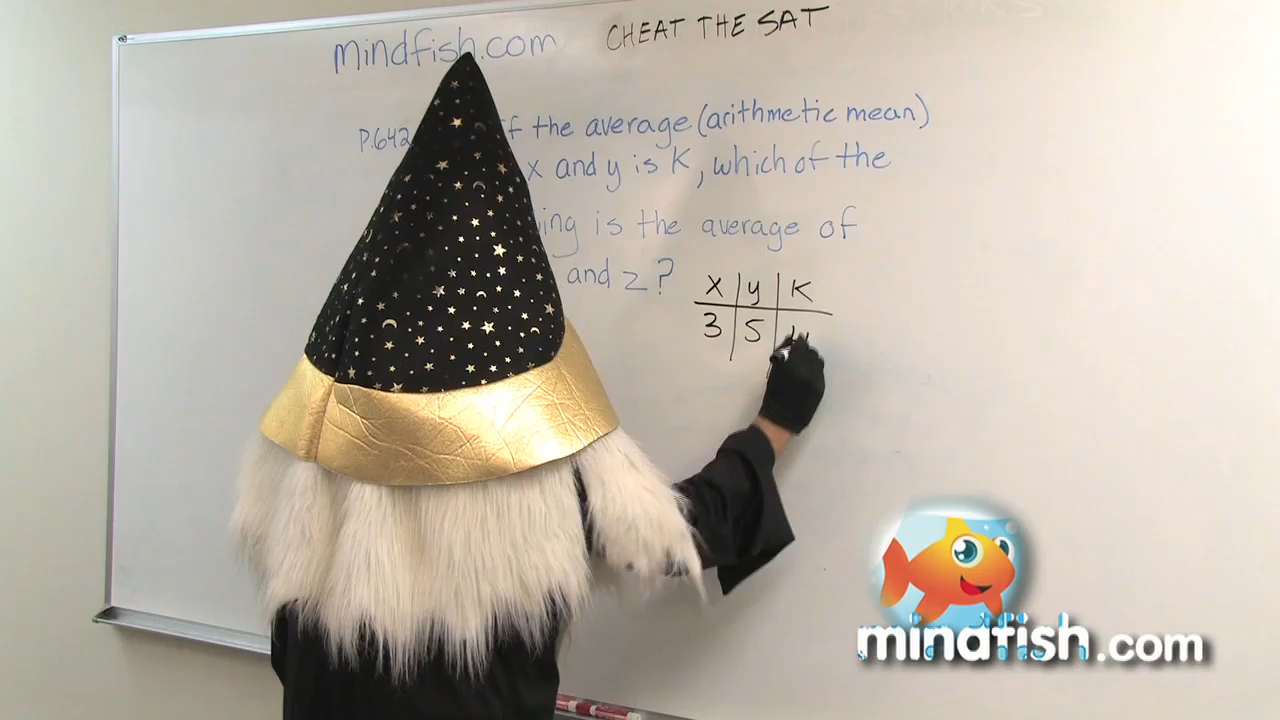 mindfish.com
CHEAT THE SAT
P.642 If the average (arithmetic mean)
x and y is K, which of the
is the average of
and z?
x y K
3 5
mindfish.com